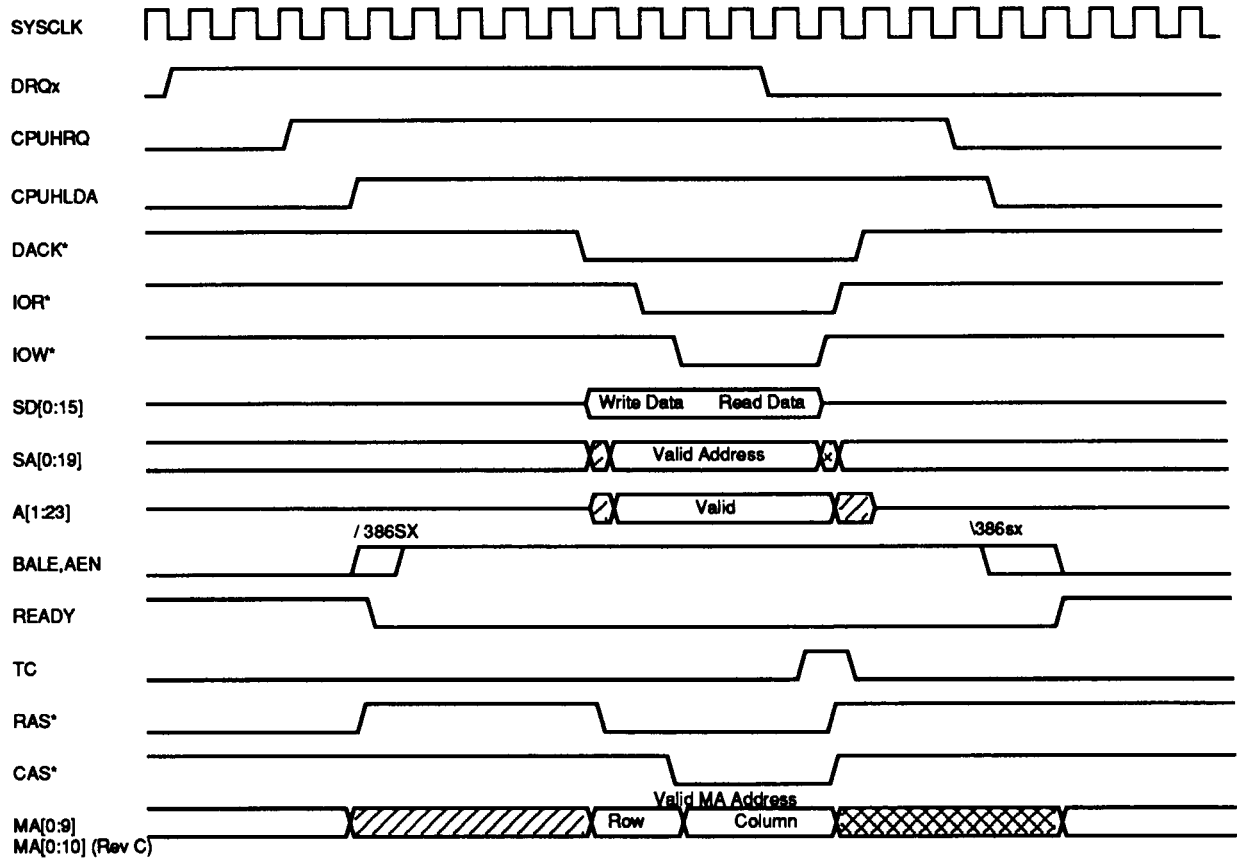 SYSCLK
DRQx
CPUHRQ
CPUHLDA
DACK*
IOR*
IOW*
SD[0:15] Write Data Read Data
SA[0:19] Valid Address x
A[1:23] Valid
/ 386SX \386sx
BALE,AEN
READY
TC
RAS*
CAS*
Valid MA Address
MA[0:9] Row Column
MA[0:10] (Rev C)